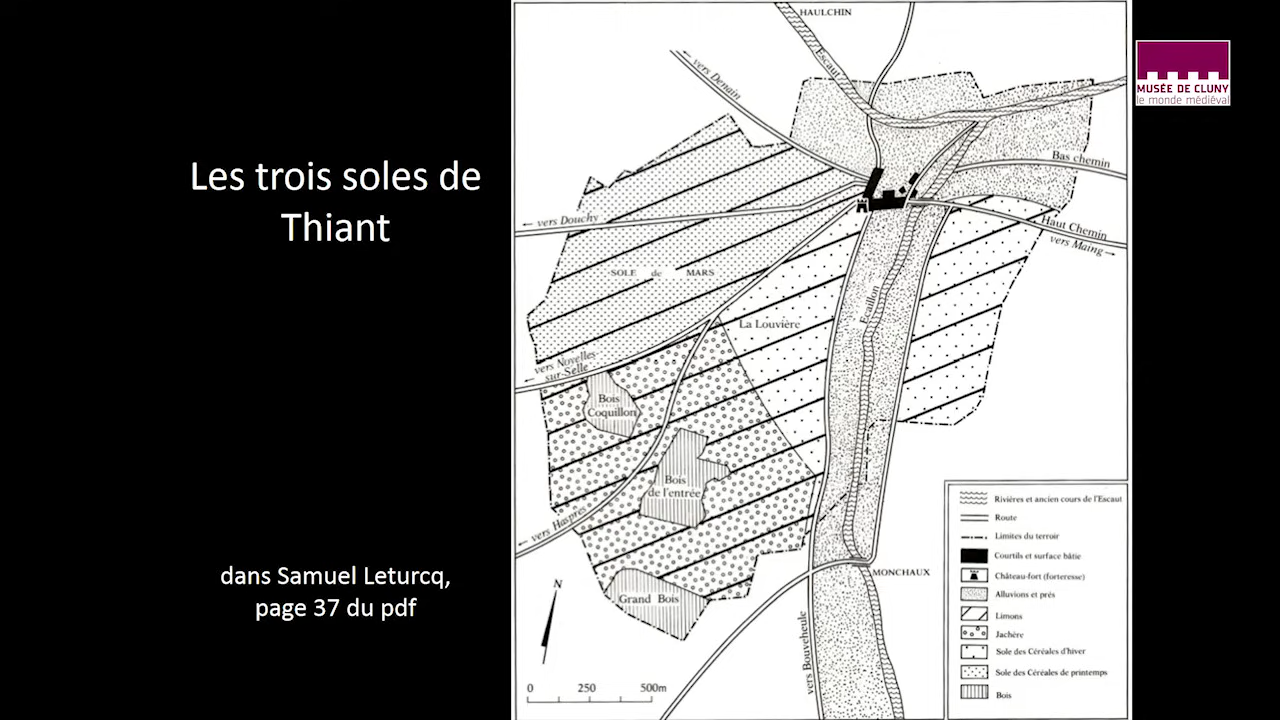 Les trois soles de
Thiant
dans Samuel Leturcq,
page 37 du pdf
HAULCHIN
Escaut
← vers Denain
Bas chemin
← vers Douchy
Haut Chemin
vers Maing →
SOLE de MARS
Ecaillon
La Louvière
← vers Noyelles
sur-Selle
Bois
Coquillon
Bois
de l'entrée
← vers Haspres
Grand Bois
MONCHAUX
vers Bouveheule
N
0 250 500m
Rivières et ancien cours de l'Escaut
Route
Limites du terroir
Courtils et surface bâtie
Château-fort (forteresse)
Alluvions et prés
Limons
Jachère
Sole des Céréales d'hiver
Sole des Céréales de printemps
Bois
MUSÉE DE CLUNY
le monde médiéval